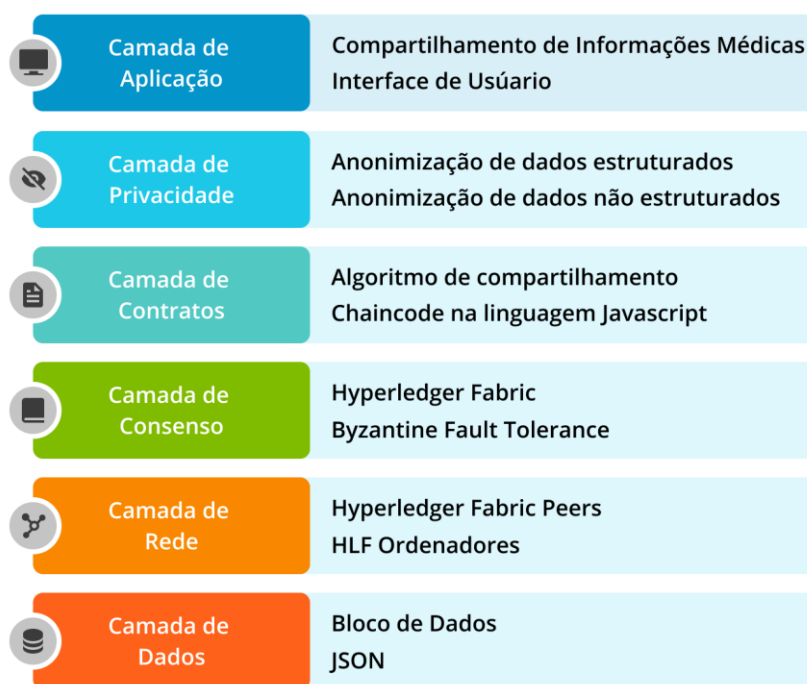 Camada de
Aplicação
Compartilhamento de Informações Médicas
Interface de Usúario
Camada de
Privacidade
Anonimização de dados estruturados
Anonimização de dados não estruturados
Camada de
Contratos
Algoritmo de compartilhamento
Chaincode na linguagem Javascript
Camada de
Consenso
Hyperledger Fabric
Byzantine Fault Tolerance
Camada de
Rede
Hyperledger Fabric Peers
HLF Ordenadores
Camada de
Dados
Bloco de Dados
JSON